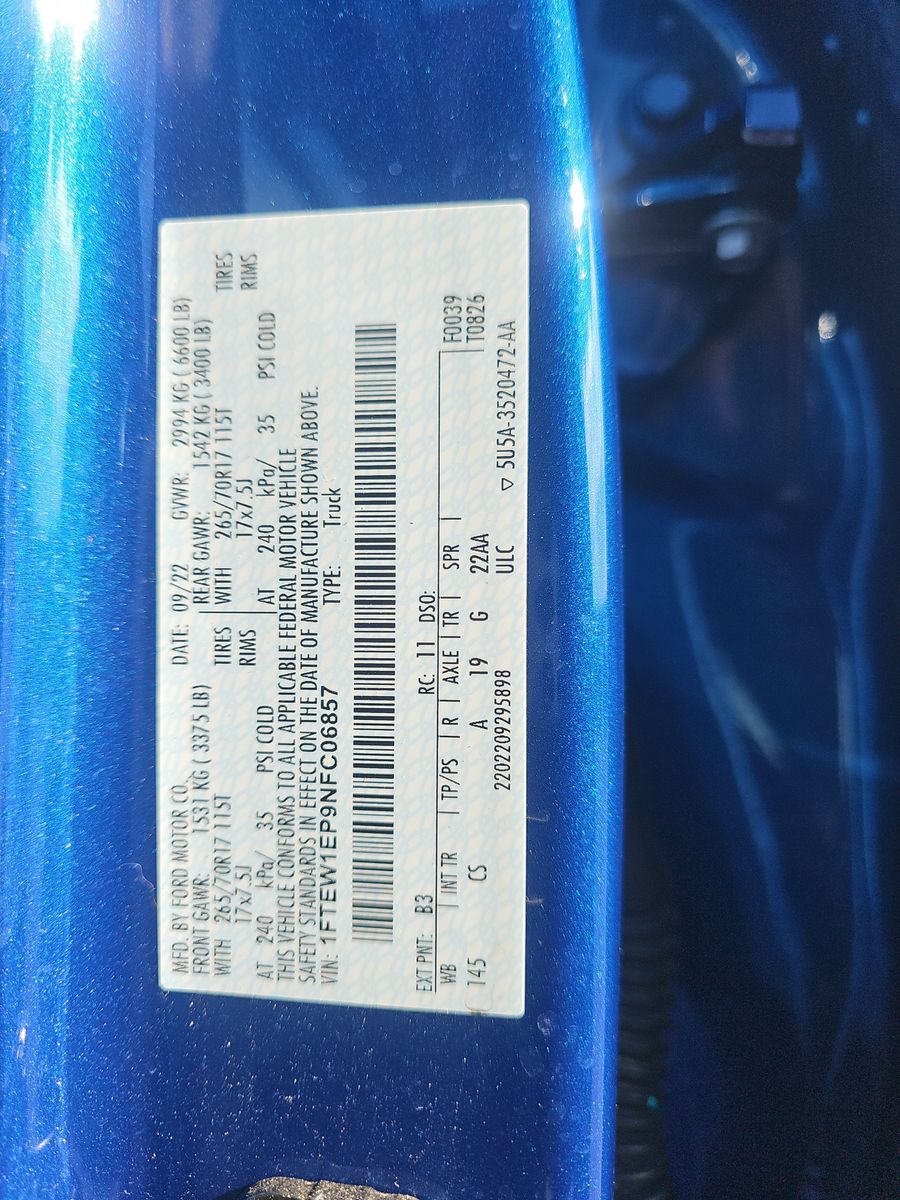 MFD. BY FORD MOTOR CO. DATE: 09/22 GVWR: 2994 KG ( 6600 LB)
FRONT GAWR: 1531 KG ( 3375 LB) REAR GAWR: 1542 KG ( 3400 LB)
WITH 265/70R17 115T TIRES WITH 265/70R17 115T TIRES
17x7.5J RIMS 17x7.5J RIMS
AT 240 kPa/ 35 PSI COLD AT 240 kPa/ 35 PSI COLD
THIS VEHICLE CONFORMS TO ALL APPLICABLE FEDERAL MOTOR VEHICLE
SAFETY STANDARDS IN EFFECT ON THE DATE OF MANUFACTURE SHOWN ABOVE.
VIN: 1FTEW1EP9NFC06857 TYPE: Truck
EXT PNT: B3 RC: 11 DSO:
WB | INT TR | TP/PS | R | AXLE | TR | SPR | F0039
145 CS A 19 G 22AA T0826
2202209295898 ULC ▽ 5U5A-3520472-AA